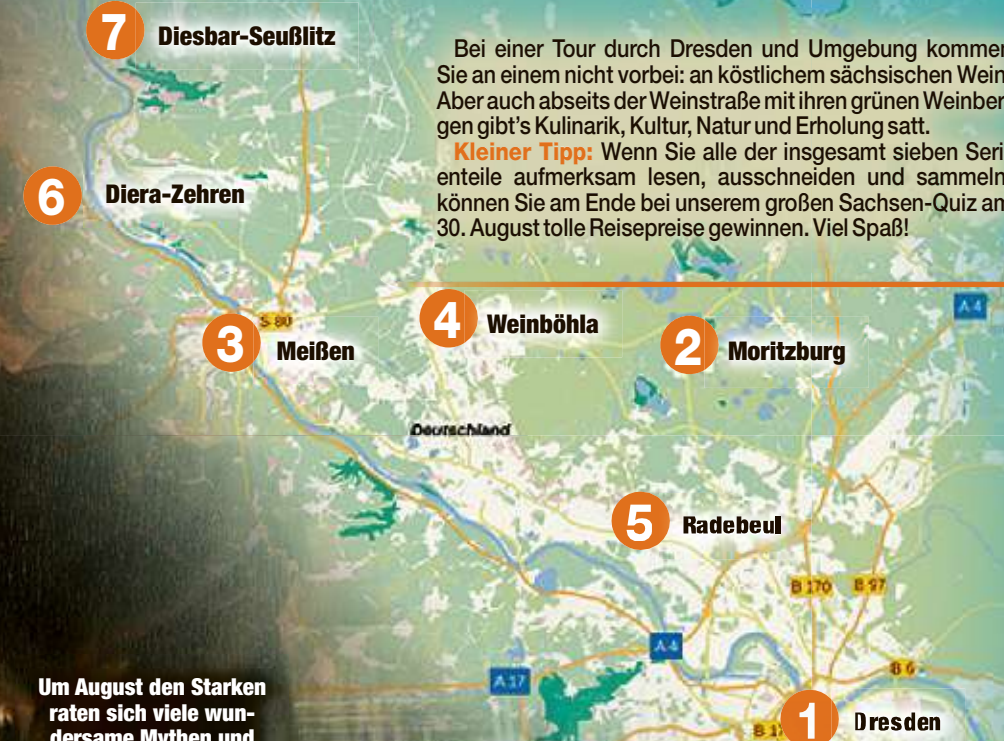 7 Diesbar-Seußlitz
Bei einer Tour durch Dresden und Umgebung kommen
Sie an einem nicht vorbei: an köstlichem sächsischen Wein
Aber auch abseits der Weinstraße mit ihren grünen Weinber
gen gibt's Kulinarik, Kultur, Natur und Erholung satt.
Kleiner Tipp: Wenn Sie alle der insgesamt sieben Seri
enteile aufmerksam lesen, ausschneiden und sammeln
können Sie am Ende bei unserem großen Sachsen-Quiz am
30. August tolle Reisepreise gewinnen. Viel Spaß!
6 Diera-Zehren
A 4
S 80
4 Weinböhla
3 Meißen
2 Moritzburg
Deutschland
5 Radebeul
B 170 B 97
A 4
B 6
A 17
Um August den Starken
raten sich viele wun-
dersame Mythen und
1 Dresden